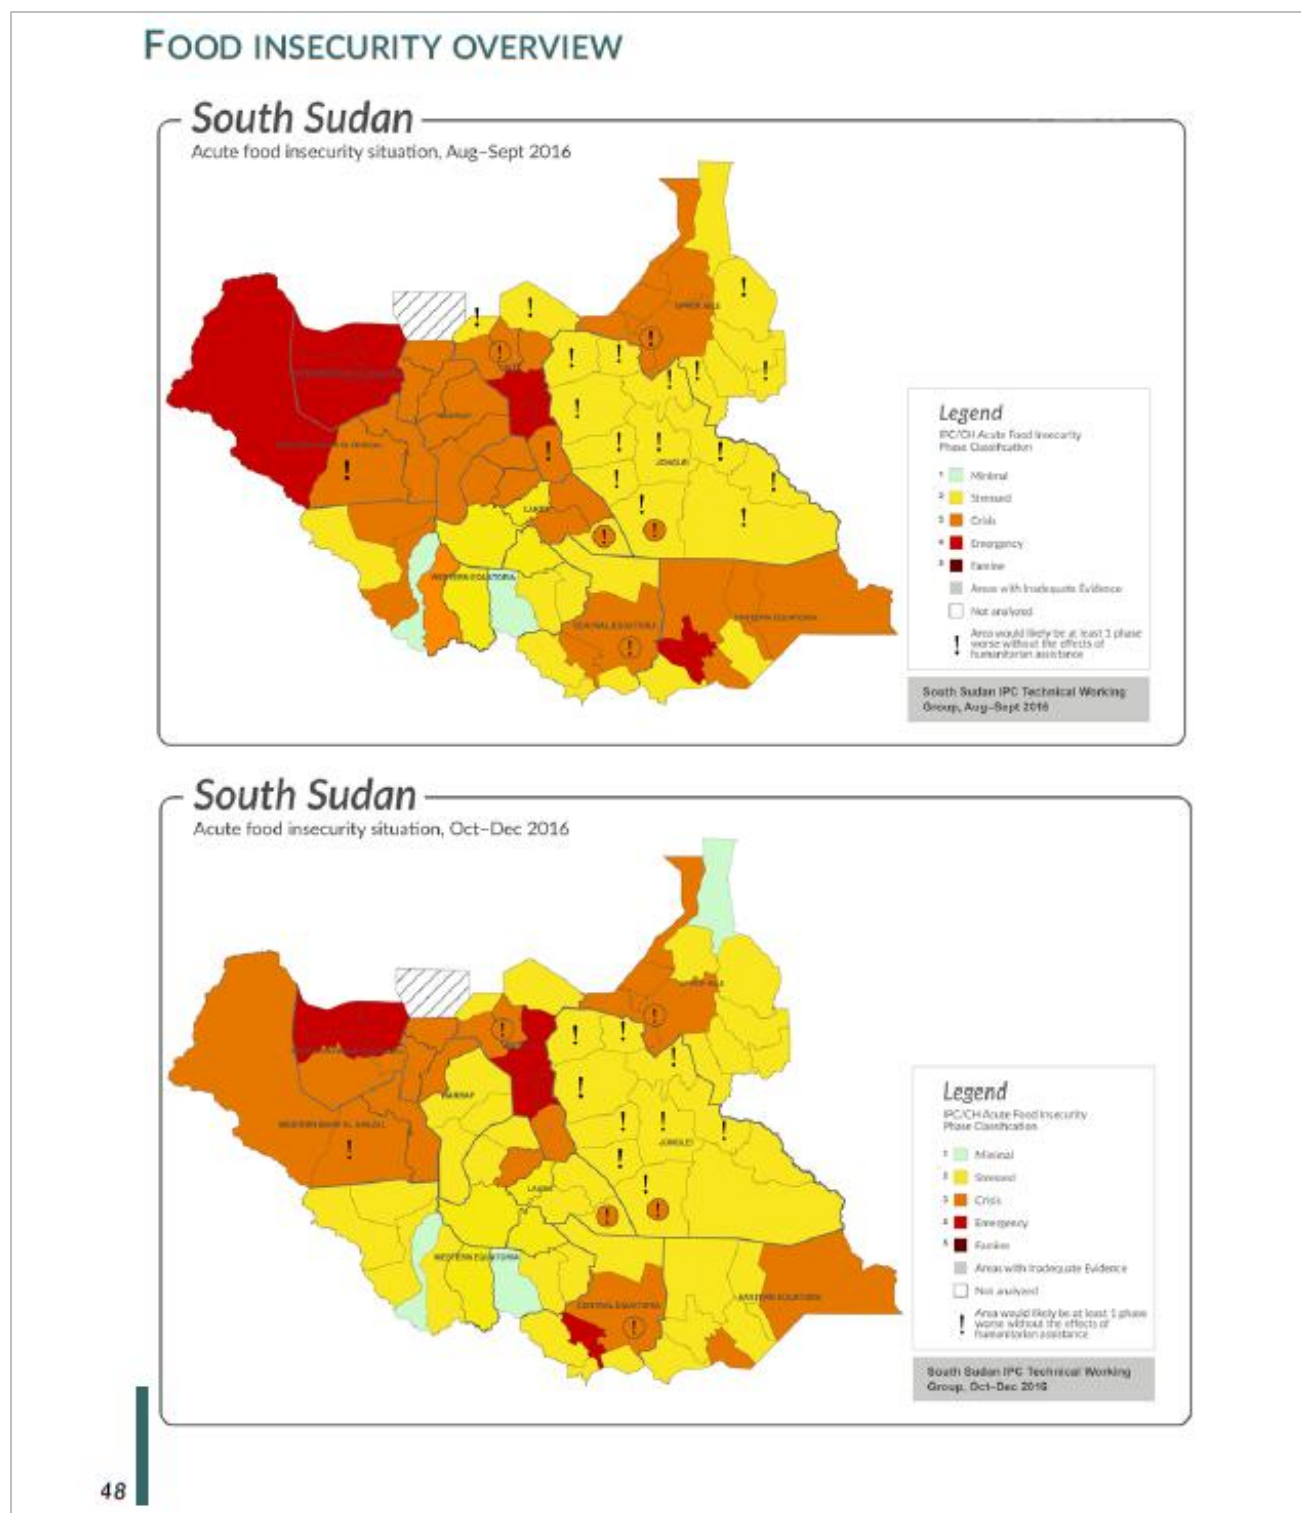 FOOD INSECURITY OVERVIEW
South Sudan
Acute food insecurity situation, Aug–Sept 2016
UPPER NILE
WARRAP
JONGLEI
LAKES
WESTERN EQUATORIA
CENTRAL EQUATORIA
EASTERN EQUATORIA
Legend
IPC/CH Acute Food Insecurity
Phase Classification
1 Minimal
2 Stressed
3 Crisis
4 Emergency
5 Famine
Areas with Inadequate Evidence
Not analyzed
! Area would likely be at least 1 phase
worse without the effects of
humanitarian assistance
South Sudan IPC Technical Working
Group, Aug–Sept 2016
South Sudan
Acute food insecurity situation, Oct–Dec 2016
UPPER NILE
WARRAP
WESTERN BAHR EL GHAZAL
JONGLEI
LAKES
WESTERN EQUATORIA
CENTRAL EQUATORIA
EASTERN EQUATORIA
Legend
IPC/CH Acute Food Insecurity
Phase Classification
1 Minimal
2 Stressed
3 Crisis
4 Emergency
5 Famine
Areas with Inadequate Evidence
Not analyzed
! Area would likely be at least 1 phase
worse without the effects of
humanitarian assistance
South Sudan IPC Technical Working
Group, Oct–Dec 2016
48